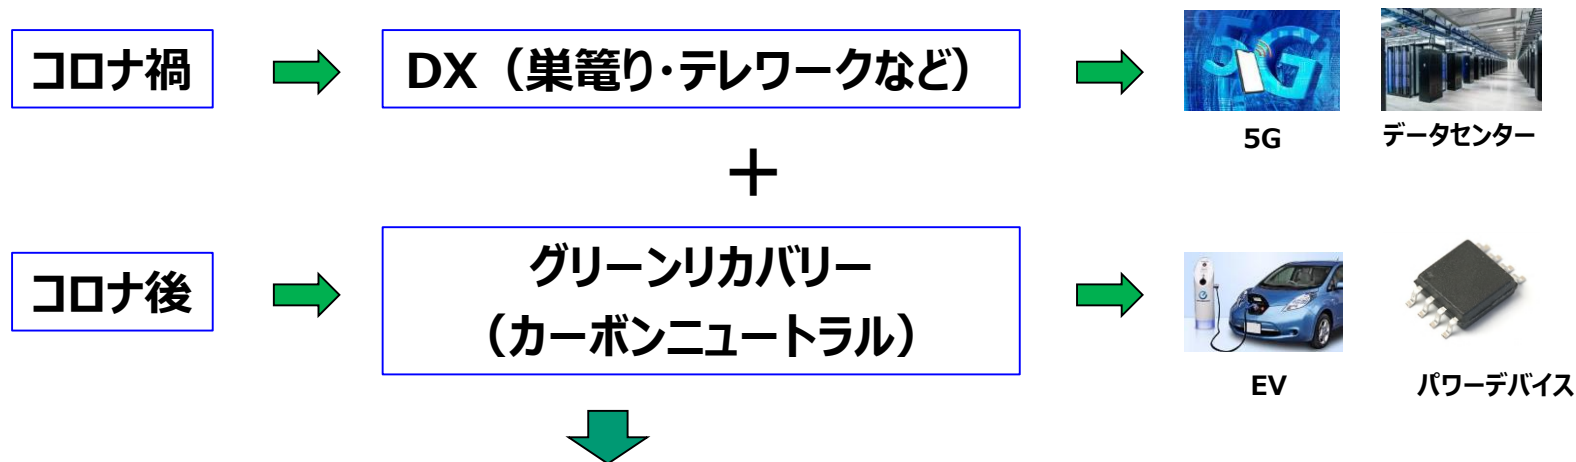 コロナ禍
DX（巣篭り・テレワークなど）
5G
5G
データセンター
＋
コロナ後
グリーンリカバリー
（カーボンニュートラル）
EV
パワーデバイス